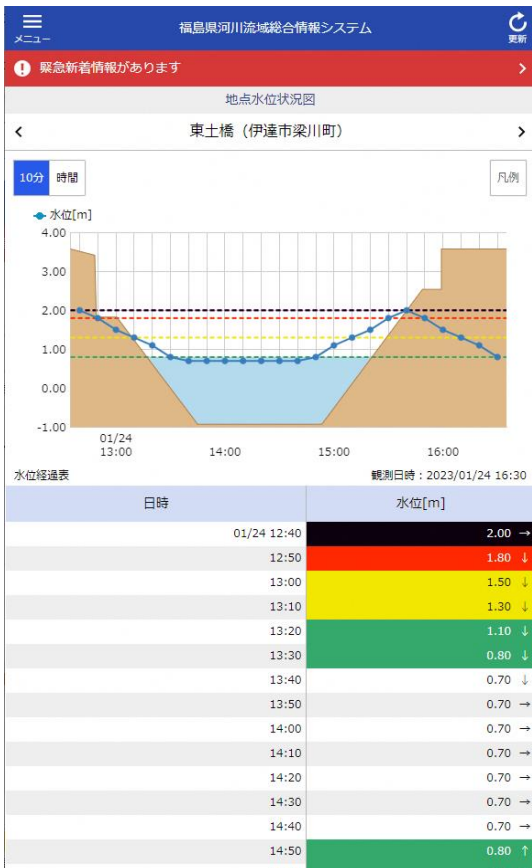 メニュー
福島県河川流域総合情報システム
更新
緊急新着情報があります
地点水位状況図
東土橋（伊達市梁川町）
10分 時間 凡例
水位[m]
4.00
3.00
2.00
1.00
0.00
-1.00
01/24
13:00 14:00 15:00 16:00
水位経過表 観測日時：2023/01/24 16:30
日時 水位[m]
01/24 12:40 2.00 →
12:50 1.80 ↓
13:00 1.50 ↓
13:10 1.30 ↓
13:20 1.10 ↓
13:30 0.80 ↓
13:40 0.70 ↓
13:50 0.70 →
14:00 0.70 →
14:10 0.70 →
14:20 0.70 →
14:30 0.70 →
14:40 0.70 →
14:50 0.80 ↑